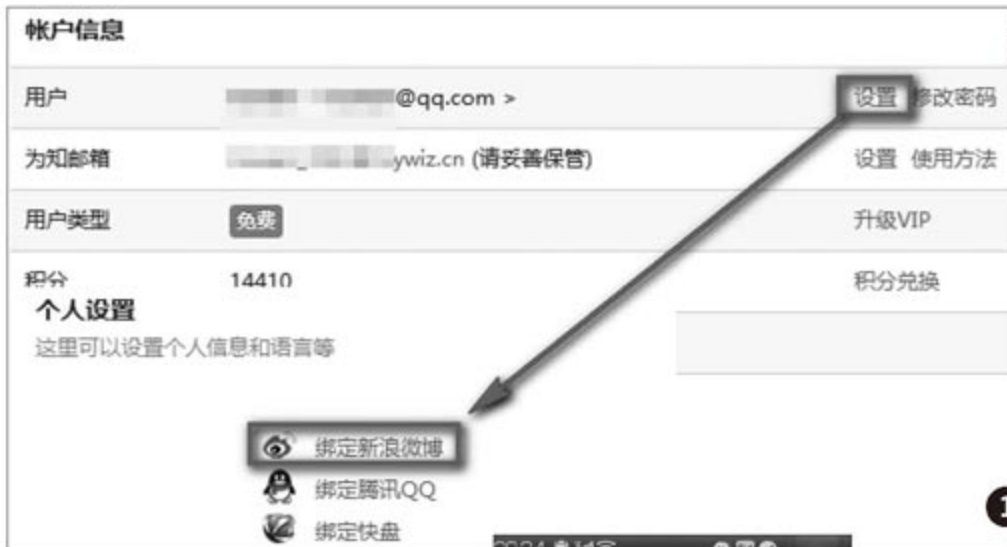 帐户信息
用户 @qq.com > 设置 修改密码
为知邮箱 ywiz.cn (请妥善保管) 设置 使用方法
用户类型 免费 升级VIP
积分 14410 积分兑换
个人设置
这里可以设置个人信息和语言等
绑定新浪微博
绑定腾讯QQ
绑定快盘